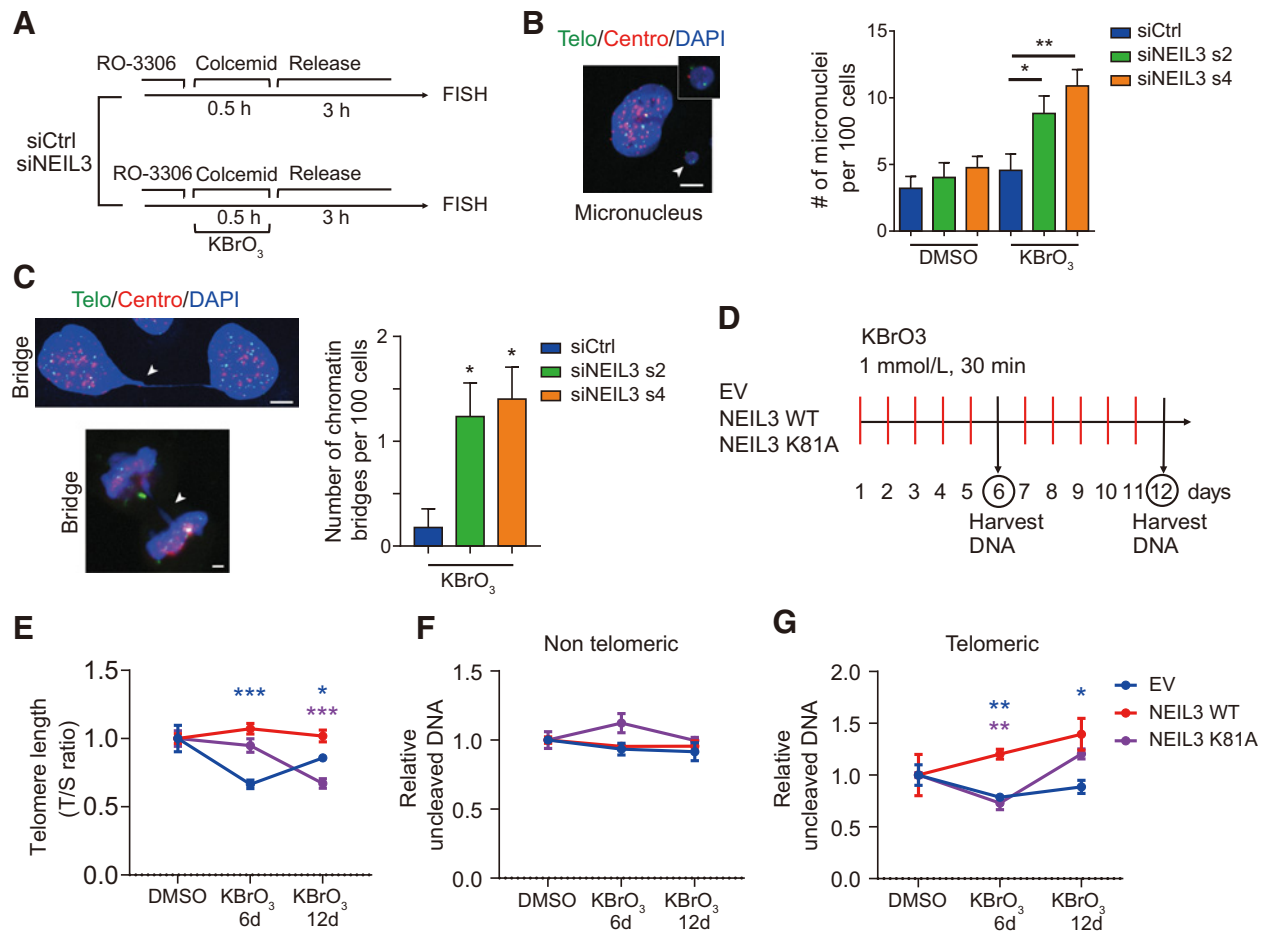 A
RO-3306 Colcemid Release
0.5 h 3 h FISH
siCtrl
siNEIL3
RO-3306 Colcemid Release
0.5 h 3 h FISH
KBrO3
B
Telo/Centro/DAPI
Micronucleus
# of micronuclei
per 100 cells
15
10
5
0
*
**
DMSO KBrO3
siCtrl
siNEIL3 s2
siNEIL3 s4
C
Telo/Centro/DAPI
Bridge
Bridge
Number of chromatin
bridges per 100 cells
2
1
0
* *
KBrO3
siCtrl
siNEIL3 s2
siNEIL3 s4
D
KBrO3
1 mmol/L, 30 min
EV
NEIL3 WT
NEIL3 K81A
1 2 3 4 5 6 7 8 9 10 11 12 days
Harvest Harvest
DNA DNA
E
Telomere length
(T/S ratio)
1.5
1.0
0.5
0.0
*** *
***
DMSO KBrO3 KBrO3
6d 12d
F
Non telomeric
Relative
uncleaved DNA
1.5
1.0
0.5
0.0
DMSO KBrO3 KBrO3
6d 12d
G
Telomeric
Relative
uncleaved DNA
2.0
1.5
1.0
0.5
0.0
** *
**
DMSO KBrO3 KBrO3
6d 12d
EV
NEIL3 WT
NEIL3 K81A